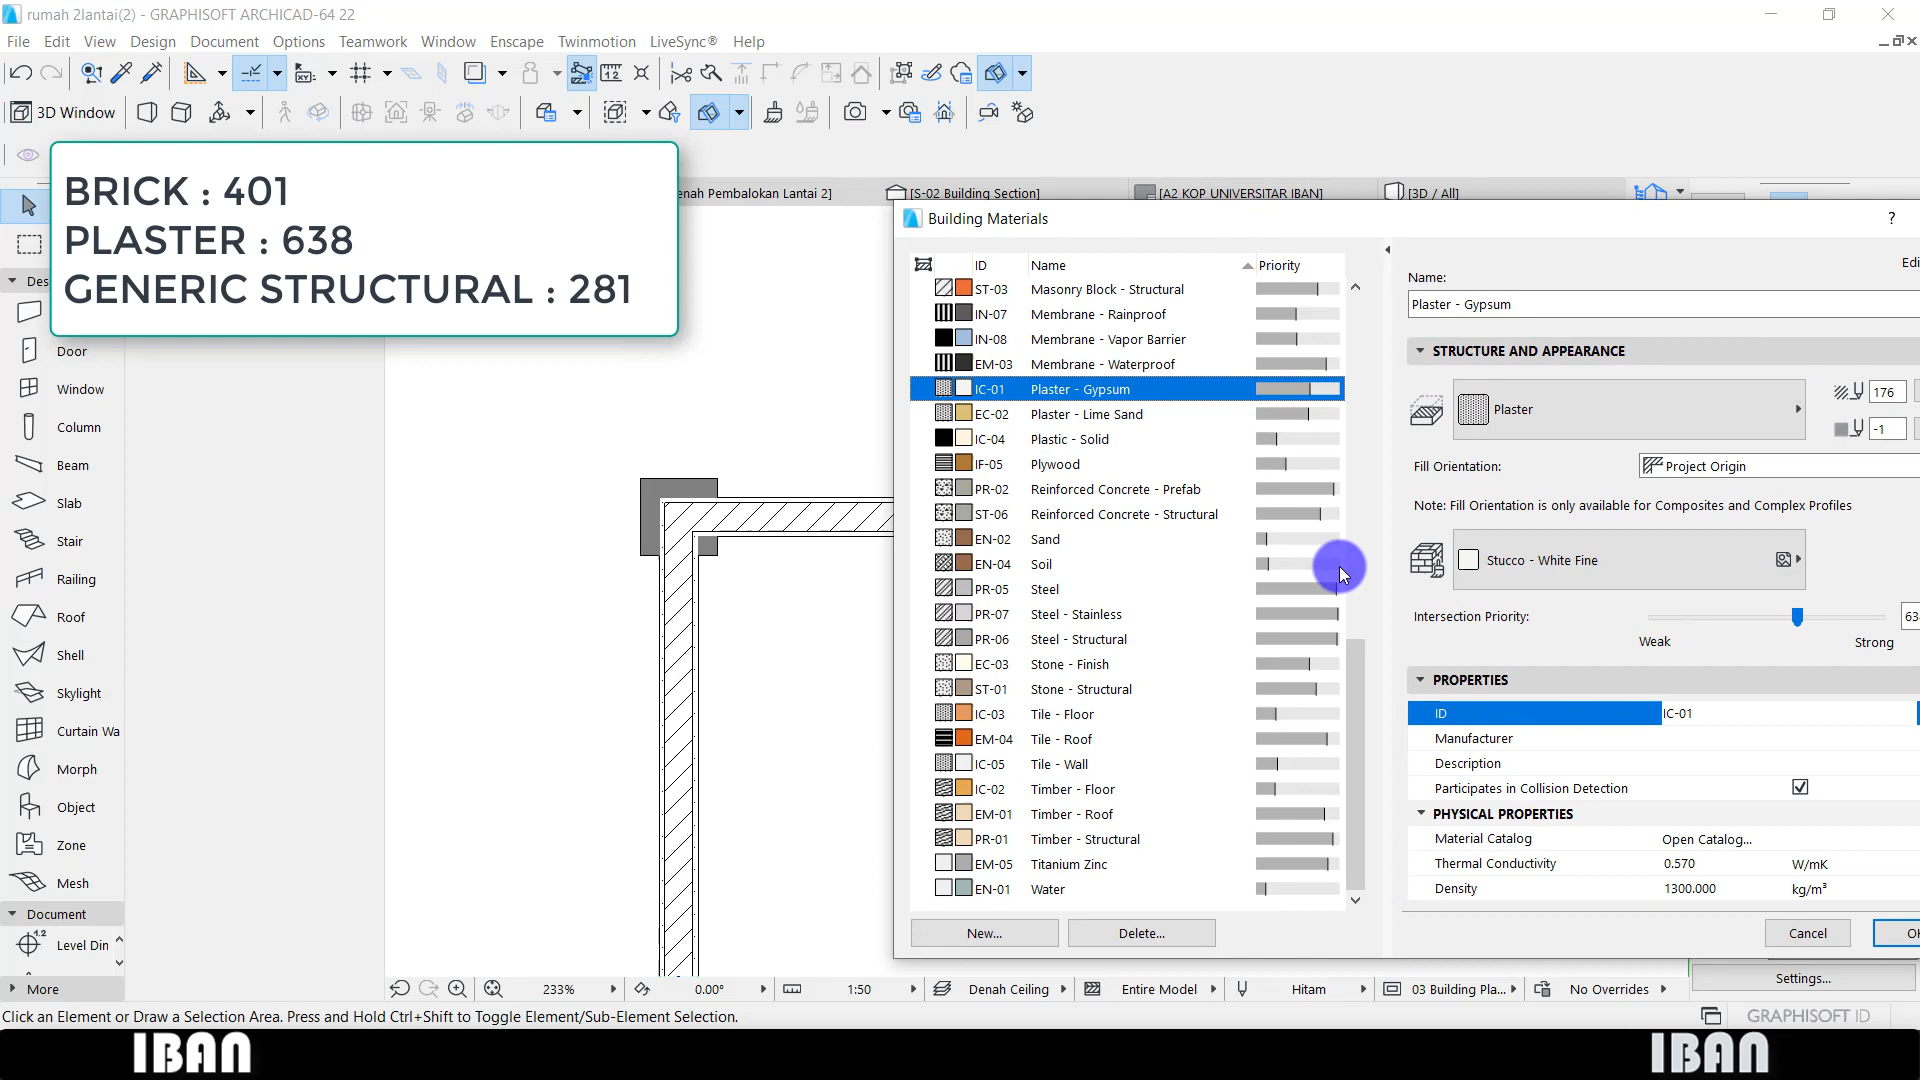 rumah 2lantai(2) - GRAPHISOFT ARCHICAD-64 22
File Edit View Design Document Options Teamwork Window Enscape Twinmotion LiveSync® Help
3D Window
BRICK : 401
PLASTER : 638
GENERIC STRUCTURAL : 281
enah Pembalokan Lantai 2]
[S-02 Building Section]
[A2 KOP UNIVERSITAR IBAN]
[3D / All]
Des
Door
Window
Column
Beam
Slab
Stair
Railing
Roof
Shell
Skylight
Curtain Wa
Morph
Object
Zone
Mesh
Document
1.2
Level Din
More
Building Materials
?
ID Name Priority
ST-03 Masonry Block - Structural
IN-07 Membrane - Rainproof
IN-08 Membrane - Vapor Barrier
EM-03 Membrane - Waterproof
IC-01 Plaster - Gypsum
EC-02 Plaster - Lime Sand
IC-04 Plastic - Solid
IF-05 Plywood
PR-02 Reinforced Concrete - Prefab
ST-06 Reinforced Concrete - Structural
EN-02 Sand
EN-04 Soil
PR-05 Steel
PR-07 Steel - Stainless
PR-06 Steel - Structural
EC-03 Stone - Finish
ST-01 Stone - Structural
IC-03 Tile - Floor
EM-04 Tile - Roof
IC-05 Tile - Wall
IC-02 Timber - Floor
EM-01 Timber - Roof
PR-01 Timber - Structural
EM-05 Titanium Zinc
EN-01 Water
New...
Delete...
Edi
Name:
Plaster - Gypsum
STRUCTURE AND APPEARANCE
Plaster
176
-1
Fill Orientation:
Project Origin
Note: Fill Orientation is only available for Composites and Complex Profiles
Stucco - White Fine
Intersection Priority:
63
Weak
Strong
PROPERTIES
ID IC-01
Manufacturer
Description
Participates in Collision Detection
PHYSICAL PROPERTIES
Material Catalog Open Catalog...
Thermal Conductivity 0.570 W/mK
Density 1300.000 kg/m³
Cancel
O
Settings...
233%
0.00°
1:50
Denah Ceiling
Entire Model
Hitam
03 Building Pla...
No Overrides
Click an Element or Draw a Selection Area. Press and Hold Ctrl+Shift to Toggle Element/Sub-Element Selection.
GRAPHISOFT ID
IBAN
IBAN